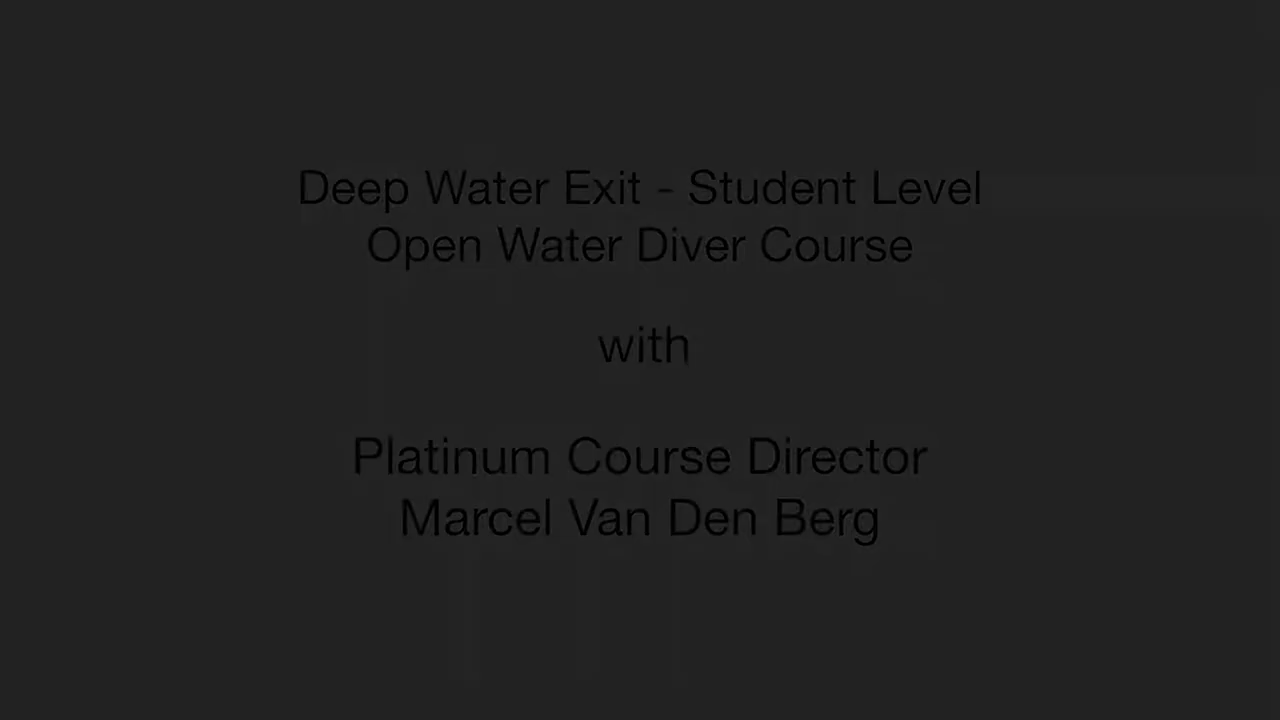 Deep Water Exit - Student Level
Open Water Diver Course
with
Platinum Course Director
Marcel Van Den Berg